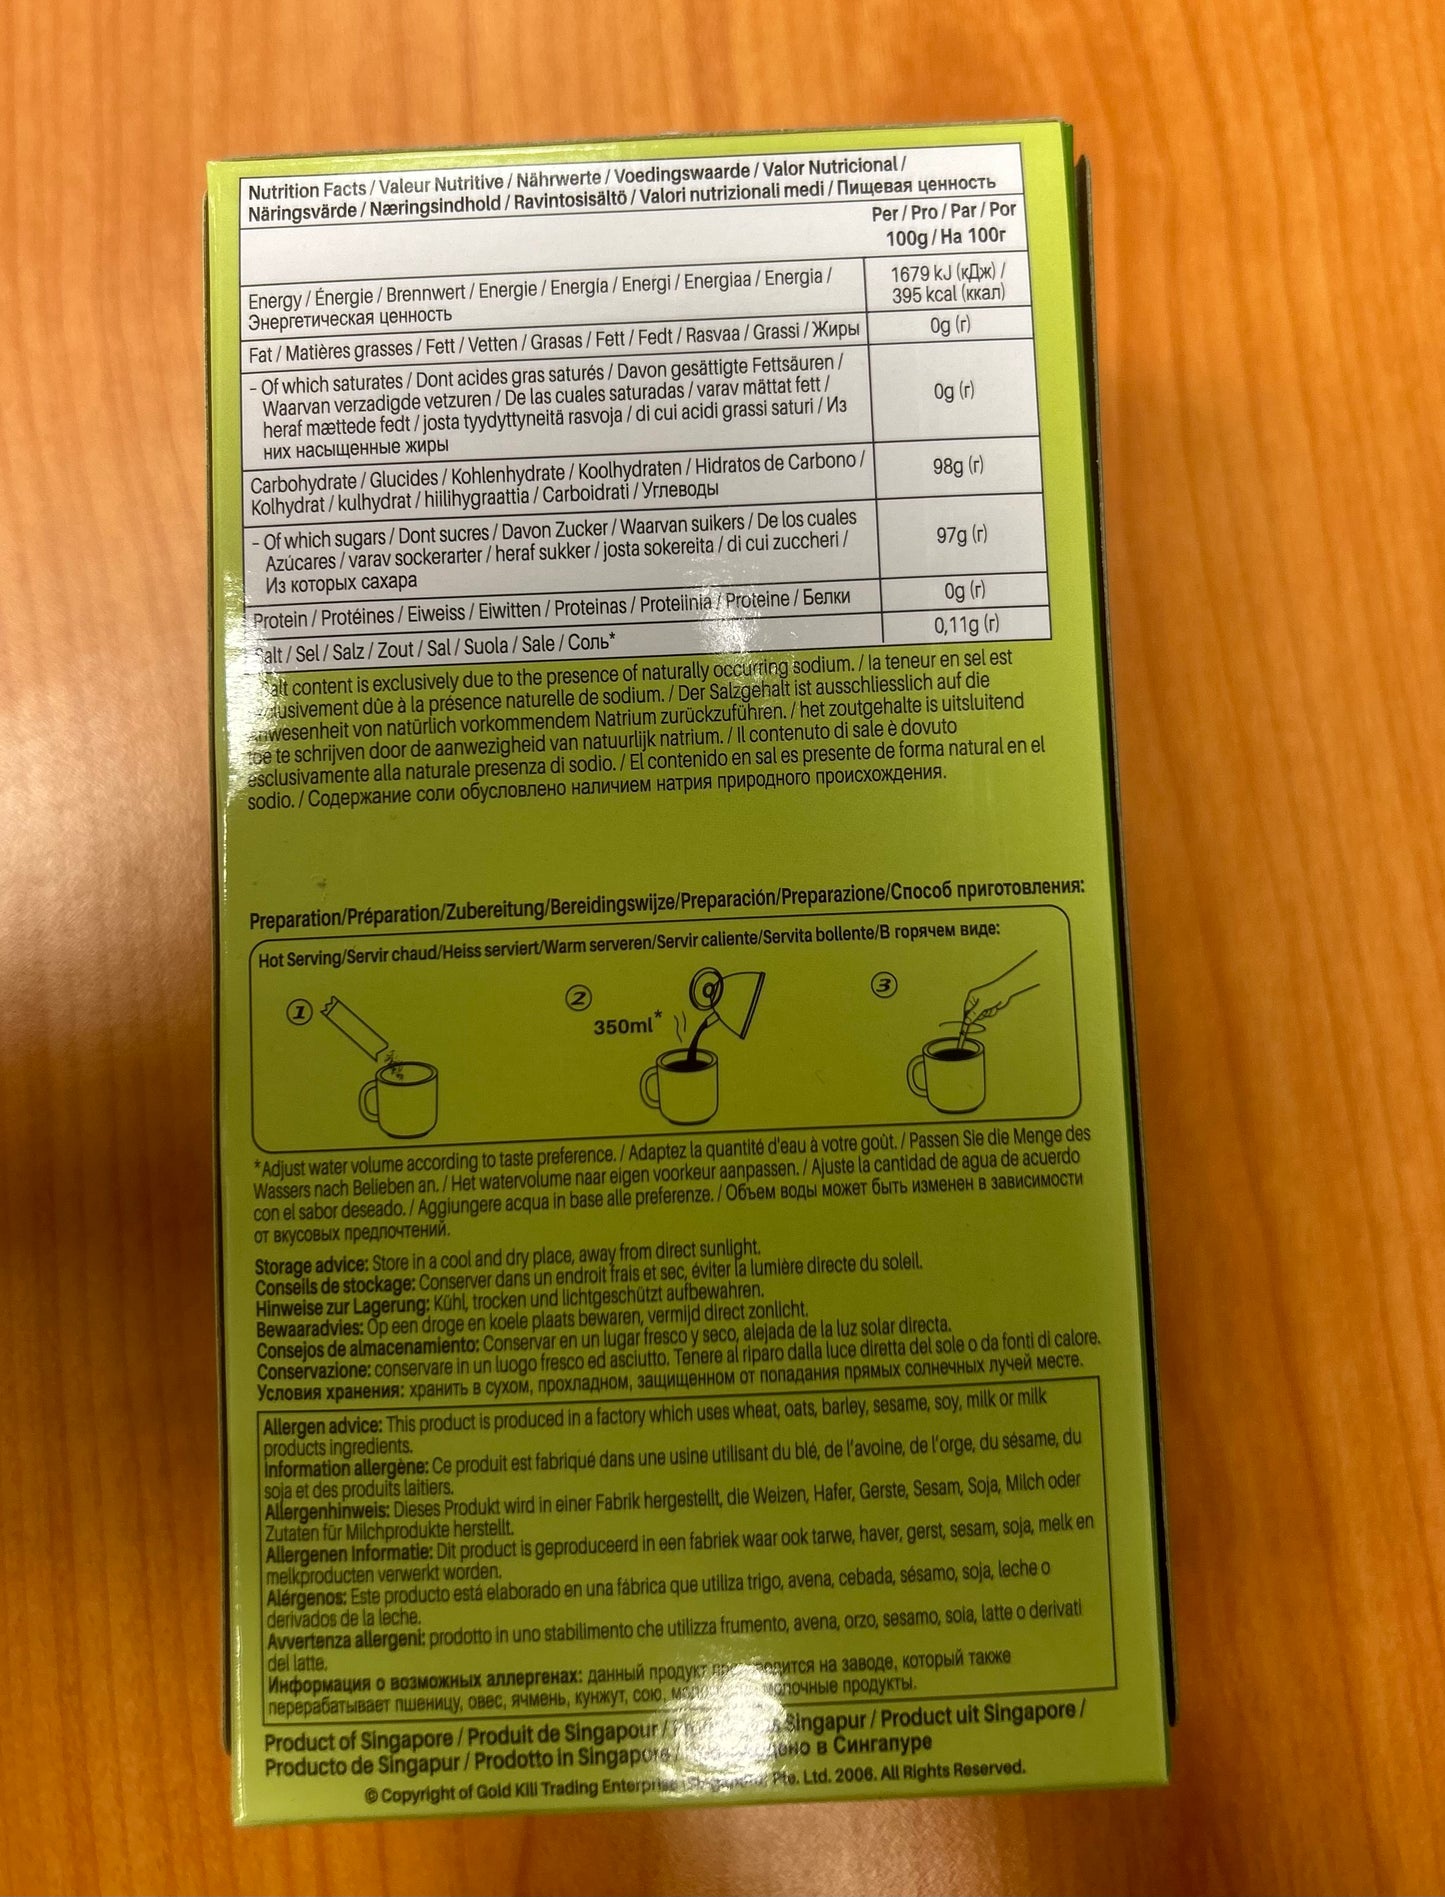 Nutrition Facts / Valeur Nutritive / Nährwerte / Voedingswaarde / Valor Nutricional /
Näringsvärde / Næringsindhold / Ravintosisältö / Valori nutrizionali medi / Пищевая ценность
Per / Pro / Par / Por
100g / На 100г
Energy / Énergie / Brennwert / Energie / Energía / Energi / Energiaa / Energia /
Энергетическая ценность
1679 kJ (кДж) /
395 kcal (ккал)
Fat / Matières grasses / Fett / Vetten / Grasas / Fett / Fedt / Rasvaa / Grassi / Жиры
0g (г)
- Of which saturates / Dont acides gras saturés / Davon gesättigte Fettsäuren /
Waarvan verzadigde vetzuren / De las cuales saturadas / varav mättat fett /
heraf mættede fedt / josta tyydyttyneitä rasvoja / di cui acidi grassi saturi / Из
них насыщенные жиры
0g (г)
Carbohydrate / Glucides / Kohlenhydrate / Koolhydraten / Hidratos de Carbono /
Kolhydrat / kulhydrat / hiilihygraattia / Carboidrati / Углеводы
98g (г)
- Of which sugars / Dont sucres / Davon Zucker / Waarvan suikers / De los cuales
Azúcares / varav sockerarter / heraf sukker / josta sokereita / di cui zuccheri /
Из которых сахара
97g (г)
Protein / Protéines / Eiweiss / Eiwitten / Proteinas / Proteiinia / Proteine / Белки
0g (г)
Salt / Sel / Salz / Zout / Sal / Suola / Sale / Соль*
0,11g (г)
content is exclusively due to the presence of naturally occurring sodium. / la teneur en sel est
dûe à la présence naturelle de sodium. / Der Salzgehalt ist ausschliesslich auf die
Anwesenheit von natürlich vorkommendem Natrium zurückzuführen. / het zoutgehalte is uitsluitend
toe te schrijven door de aanwezigheid van natuurlijk natrium. / Il contenuto di sale è dovuto
esclusivamente alla naturale presenza di sodio. / El contenido en sal es presente de forma natural en el
sodio. / Содержание соли обусловлено наличием натрия природного происхождения.
Preparation/Préparation/Zubereitung/Bereidingswijze/Preparación/Preparazione/Способ приготовления:
Hot Serving/Servir chaud/Heiss serviert/Warm serveren/Servir caliente/Servita bollente/В горячем виде:
1
2
350ml*
3
*Adjust water volume according to taste preference. / Adaptez la quantité d'eau à votre goût. / Passen Sie die Menge des
Wassers nach Belieben an. / Het watervolume naar eigen voorkeur aanpassen. / Ajuste la cantidad de agua de acuerdo
con el sabor deseado. / Aggiungere acqua in base alle preferenze. / Объем воды может быть изменен в зависимости
от вкусовых предпочтений.
Storage advice: Store in a cool and dry place, away from direct sunlight.
Conseils de stockage: Conserver dans un endroit frais et sec, éviter la lumière directe du soleil.
Hinweise zur Lagerung: Kühl, trocken und lichtgeschützt aufbewahren.
Bewaaradvies: Op een droge en koele plaats bewaren, vermijd direct zonlicht.
Consejos de almacenamiento: Conservar en un lugar fresco y seco, alejada de la luz solar directa.
Conservazione: conservare in un luogo fresco ed asciutto. Tenere al riparo dalla luce diretta del sole o da fonti di calore.
Условия хранения: хранить в сухом, прохладном, защищенном от попадания прямых солнечных лучей месте.
Allergen advice: This product is produced in a factory which uses wheat, oats, barley, sesame, soy, milk or milk
products ingredients.
Information allergène: Ce produit est fabriqué dans une usine utilisant du blé, de l'avoine, de l'orge, du sésame, du
soja et des produits laitiers.
Allergenhinweis: Dieses Produkt wird in einer Fabrik hergestellt, die Weizen, Hafer, Gerste, Sesam, Soja, Milch oder
Zutaten für Milchprodukte herstellt.
Allergenen Informatie: Dit product is geproduceerd in een fabriek waar ook tarwe, haver, gerst, sesam, soja, melk en
melkproducten verwerkt worden.
Alérgenos: Este producto está elaborado en una fábrica que utiliza trigo, avena, cebada, sésamo, soja, leche o
derivados de la leche.
Avvertenza allergeni: prodotto in uno stabilimento che utilizza frumento, avena, orzo, sesamo, soia, latte o derivati
del latte.
Информация о возможных аллергенах: данный продукт на заводе, который также
перерабатывает пшеницу, овес, ячмень, кунжут, сою, молочные продукты.
Product of Singapore / Produit de Singapour / Singapur / Product uit Singapore /
Producto de Singapur / Prodotto in Singapore / в Сингапуре
© Copyright of Gold Kili Trading Enterprise Pte. Ltd. 2006. All Rights Reserved.